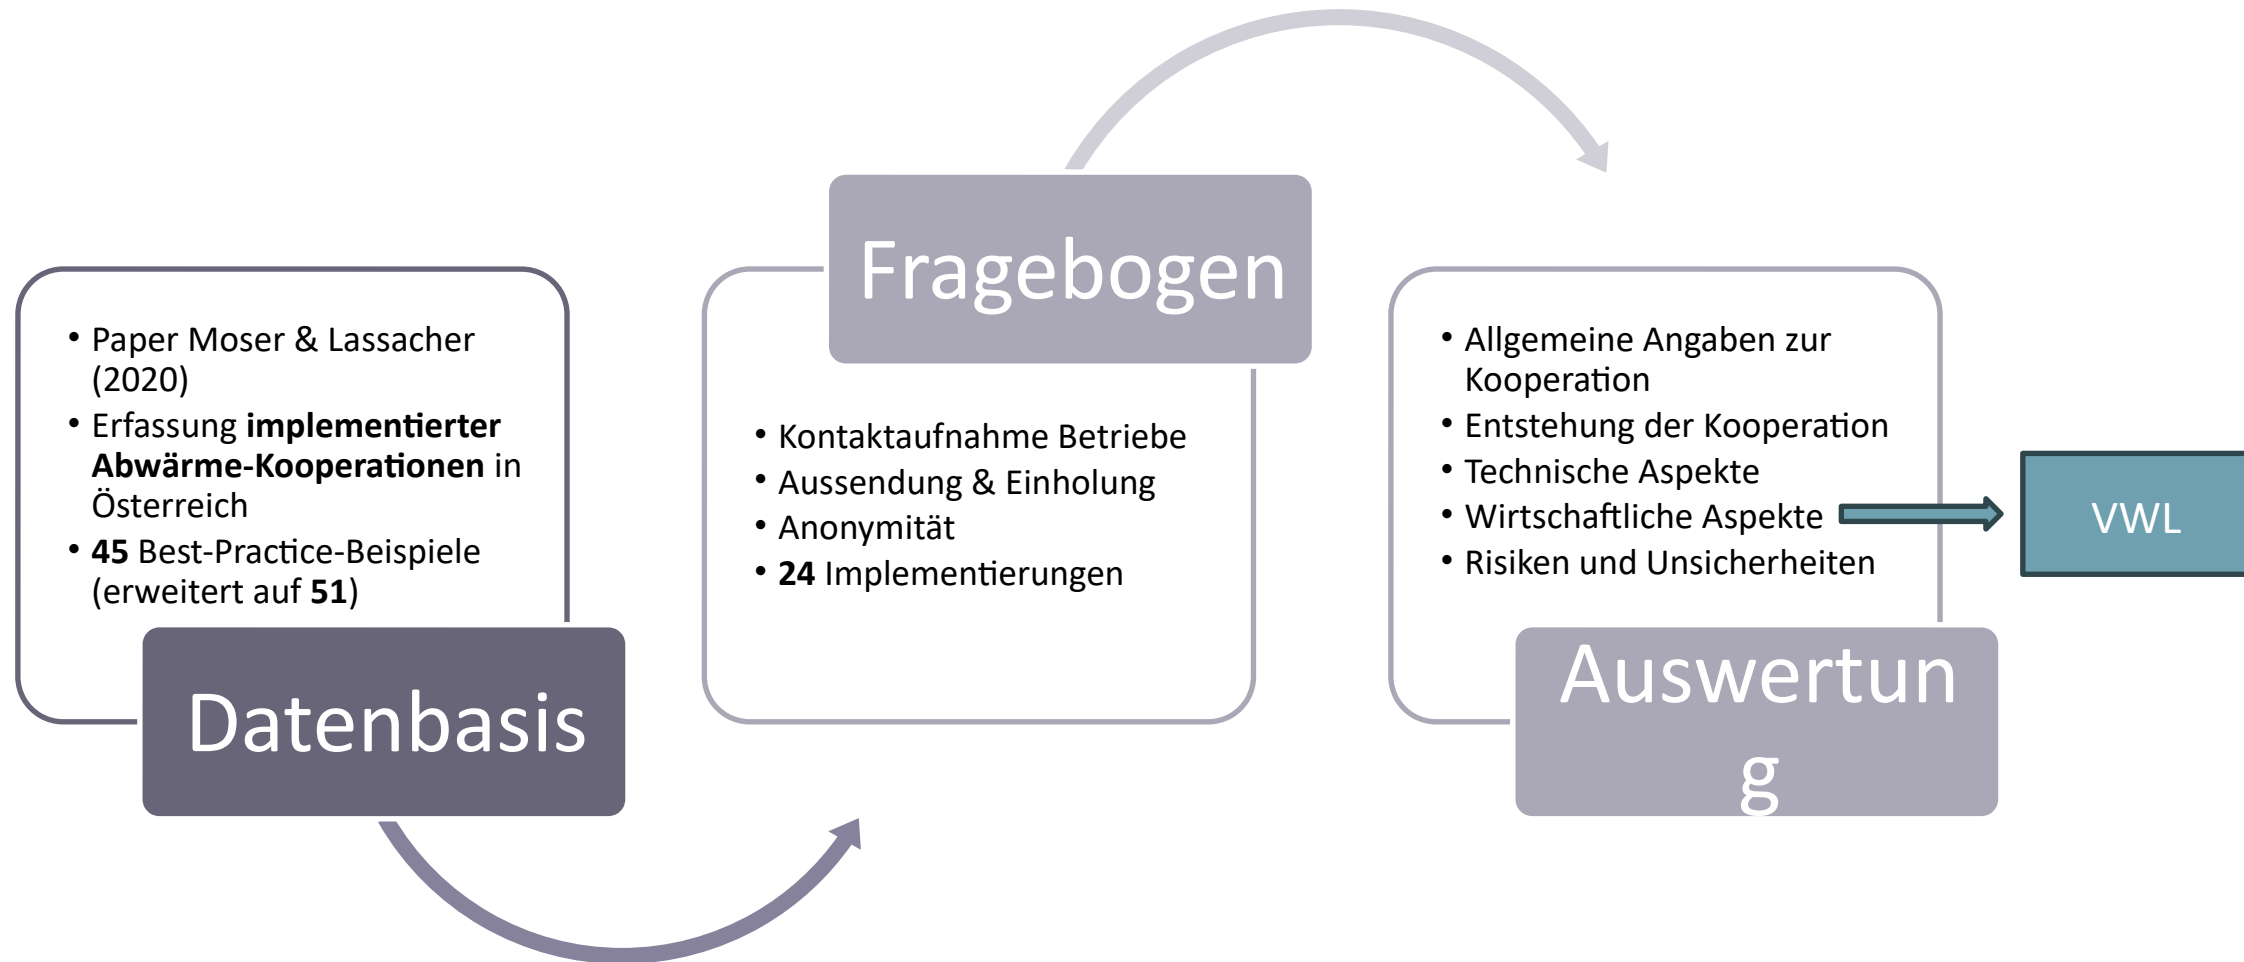 • Paper Moser & Lassacher
(2020)
• Erfassung implementierter
Abwärme-Kooperationen in
Österreich
• 45 Best-Practice-Beispiele
(erweitert auf 51)
Datenbasis
Fragebogen
• Kontaktaufnahme Betriebe
• Aussendung & Einholung
• Anonymität
• 24 Implementierungen
• Allgemeine Angaben zur
Kooperation
• Entstehung der Kooperation
• Technische Aspekte
• Wirtschaftliche Aspekte
• Risiken und Unsicherheiten
Auswertun
g
VWL